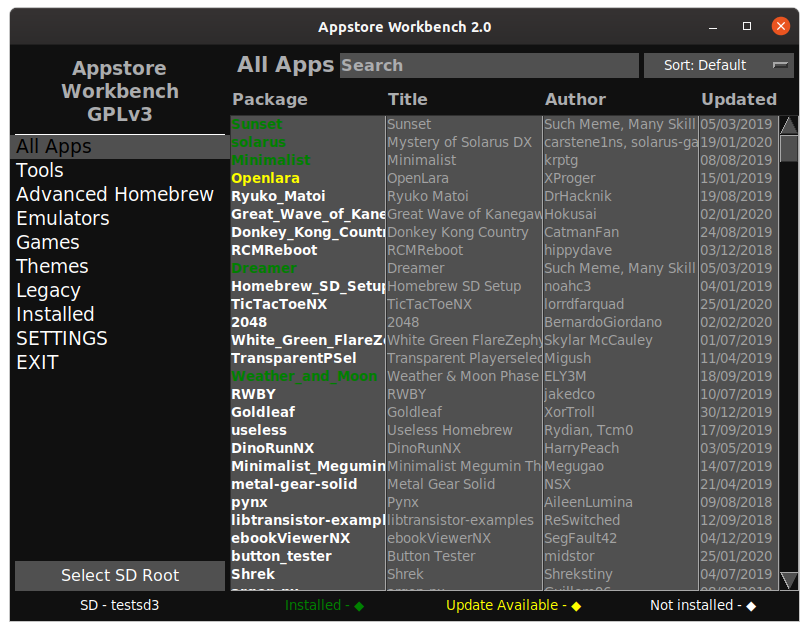 Appstore Workbench 2.0
Appstore
Workbench
GPLv3
All Apps
Tools
Advanced Homebrew
Emulators
Games
Themes
Legacy
Installed
SETTINGS
EXIT
Select SD Root
SD - testsd3
All Apps Search Sort: Default
Package Title Author Updated
Sunset Sunset Such Meme, Many Skill 05/03/2019
solarus Mystery of Solarus DX carstene1ns, solarus-ga 19/01/2020
Minimalist Minimalist krptg 08/08/2019
Openlara OpenLara XProger 15/01/2019
Ryuko_Matoi Ryuko Matoi DrHacknik 19/08/2019
Great_Wave_of_Kane Great Wave of Kanegaw Hokusai 02/01/2020
Donkey_Kong_Countr Donkey Kong Country CatmanFan 24/08/2019
RCMReboot RCMReboot hippydave 03/12/2018
Dreamer Dreamer Such Meme, Many Skill 05/03/2019
Homebrew_SD_Setup Homebrew SD Setup noahc3 04/01/2019
TicTacToeNX TicTacToeNX lorrdfarquad 25/01/2020
2048 2048 BernardoGiordano 02/02/2020
White_Green_FlareZe White Green FlareZephy Skylar McCauley 01/07/2019
TransparentPSel Transparent Playerselec Migush 11/04/2019
Weather_and_Moon Weather & Moon Phase ELY3M 18/09/2019
RWBY RWBY jakedco 10/07/2019
Goldleaf Goldleaf XorTroll 30/12/2019
useless Useless Homebrew Rydian, Tcm0 17/09/2019
DinoRunNX DinoRunNX HarryPeach 03/05/2019
Minimalist_Megumin Minimalist Megumin Th Megugao 14/07/2019
metal-gear-solid Metal Gear Solid NSX 21/04/2019
pynx Pynx AileenLumina 09/08/2018
libtransistor-exampl libtransistor-examples ReSwitched 12/09/2018
ebookViewerNX ebookViewerNX SegFault42 04/12/2019
button_tester Button Tester midstor 25/01/2020
Shrek Shrek Shrekstiny 04/07/2019
Installed - ◆ Update Available - ◆ Not installed - ◆